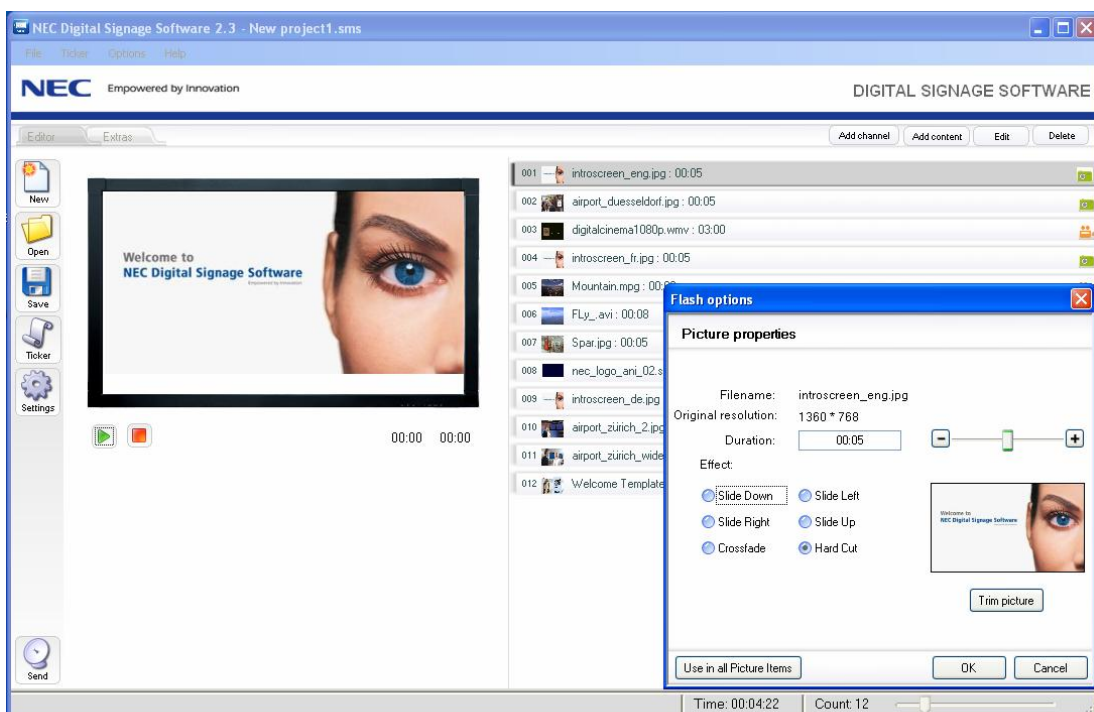 NEC Digital Signage Software 2.3 - New project1.sms
File Ticker Options Help
NEC Empowered by Innovation
DIGITAL SIGNAGE SOFTWARE
Editor Extras
Add channel Add content Edit Delete
New
Open
Save
Ticker
Settings
Send
Welcome to
NEC Digital Signage Software
Empowered by Innovation
00:00 00:00
001 introscreen_eng.jpg : 00:05
002 airport_duesseldorf.jpg : 00:05
003 digitalcinema1080p.wmv : 03:00
004 introscreen_fr.jpg : 00:05
005 Mountain.mpg : 00:
006 FLy_.avi : 00:08
007 Spar.jpg : 00:05
008 nec_logo_ani_02.s
009 introscreen_de.jpg
010 airport_zürich_2.jpg
011 airport_zürich_wide
012 Welcome Template
Flash options
Picture properties
Filename: introscreen_eng.jpg
Original resolution: 1360 * 768
Duration: 00:05
Effect:
Slide Down Slide Left
Slide Right Slide Up
Crossfade Hard Cut
Welcome to
NEC Digital Signage Software
Trim picture
Use in all Picture Items OK Cancel
Time: 00:04:22 Count: 12